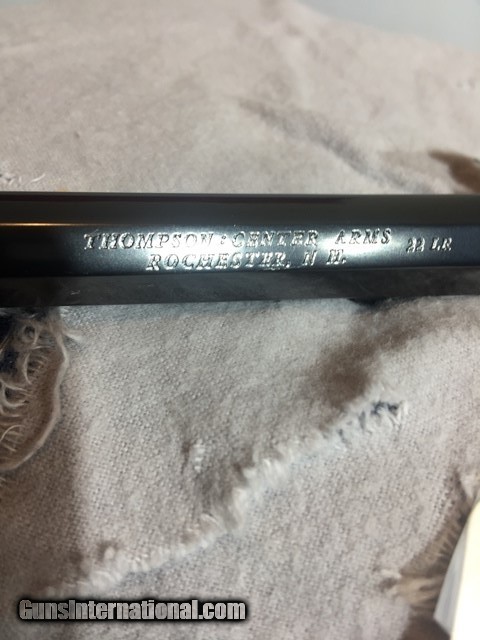 THOMPSON : CENTER ARMS 22 LR
ROCHESTER, N H.
GunsInternational.com